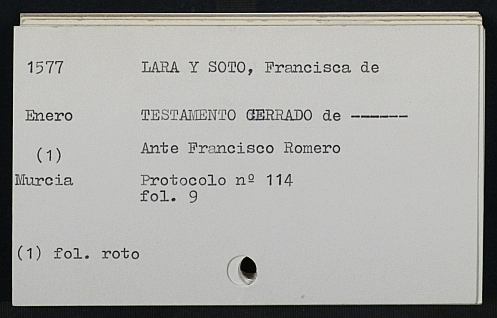 1577 LARA Y SOTO, Francisca de
Enero TESTAMENTO CERRADO de ------
(1) Ante Francisco Romero
Murcia Protocolo nº 114
fol. 9
(1) fol. roto